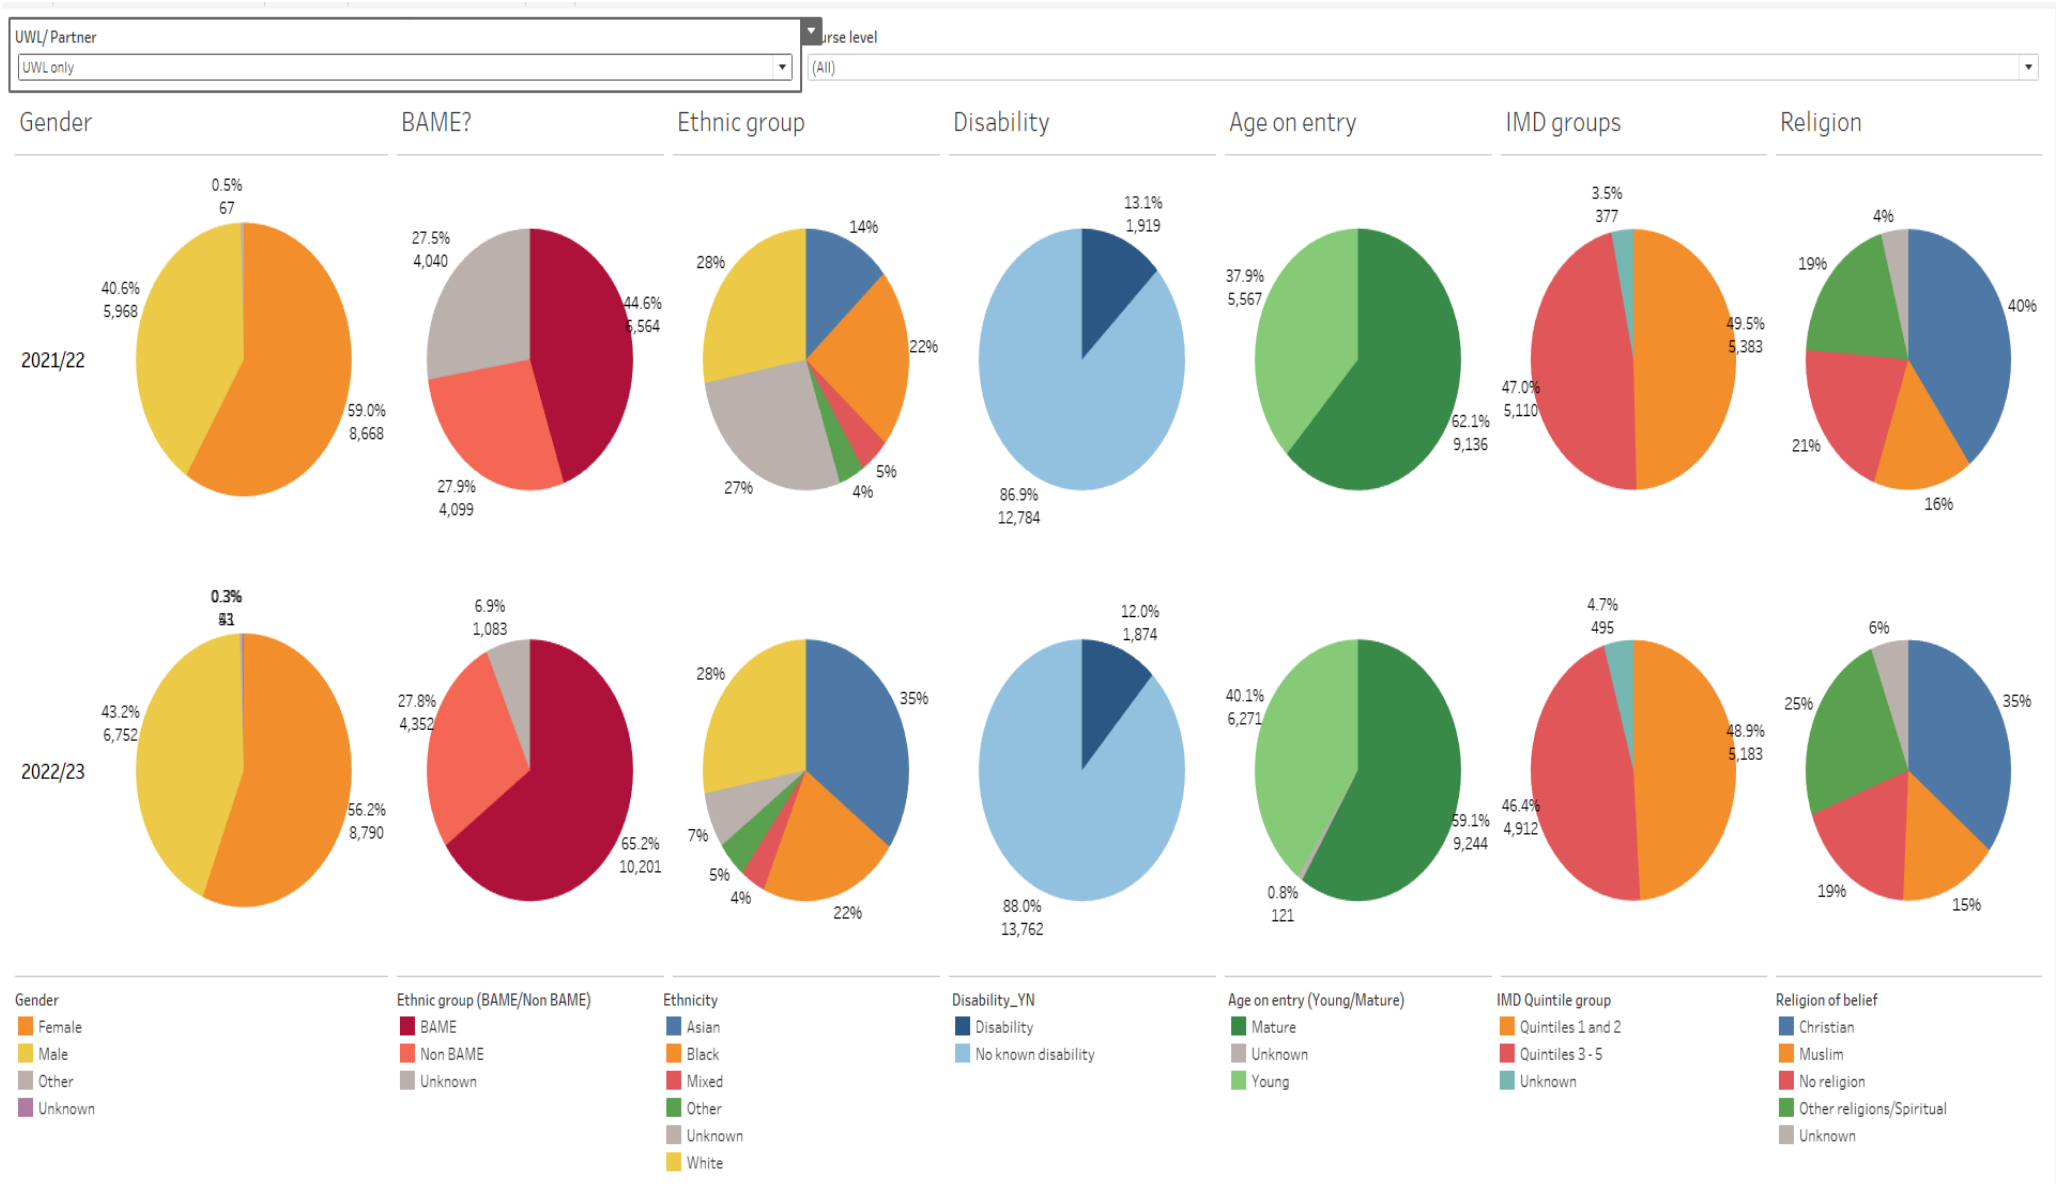 UWL/ Partner
urse level
UWL only
(All)
Gender
BAME?
Ethnic group
Disability
Age on entry
IMD groups
Religion
2021/22
0.5%
67
40.6%
5,968
59.0%
8,668
27.5%
4,040
44.6%
6,564
27.9%
4,099
14%
28%
22%
5%
4%
27%
13.1%
1,919
86.9%
12,784
37.9%
5,567
62.1%
9,136
3.5%
377
49.5%
5,383
47.0%
5,110
4%
19%
40%
21%
16%
2022/23
0.3%
43.2%
6,752
56.2%
8,790
6.9%
1,083
27.8%
4,352
65.2%
10,201
28%
35%
7%
5%
4%
22%
12.0%
1,874
88.0%
13,762
40.1%
6,271
59.1%
9,244
0.8%
121
4.7%
495
48.9%
5,183
46.4%
4,912
6%
25%
35%
19%
15%
Gender
Female
Male
Other
Unknown
Ethnic group (BAME/Non BAME)
BAME
Non BAME
Unknown
Ethnicity
Asian
Black
Mixed
Other
Unknown
White
Disability_YN
Disability
No known disability
Age on entry (Young/Mature)
Mature
Unknown
Young
IMD Quintile group
Quintiles 1 and 2
Quintiles 3 - 5
Unknown
Religion of belief
Christian
Muslim
No religion
Other religions/Spiritual
Unknown